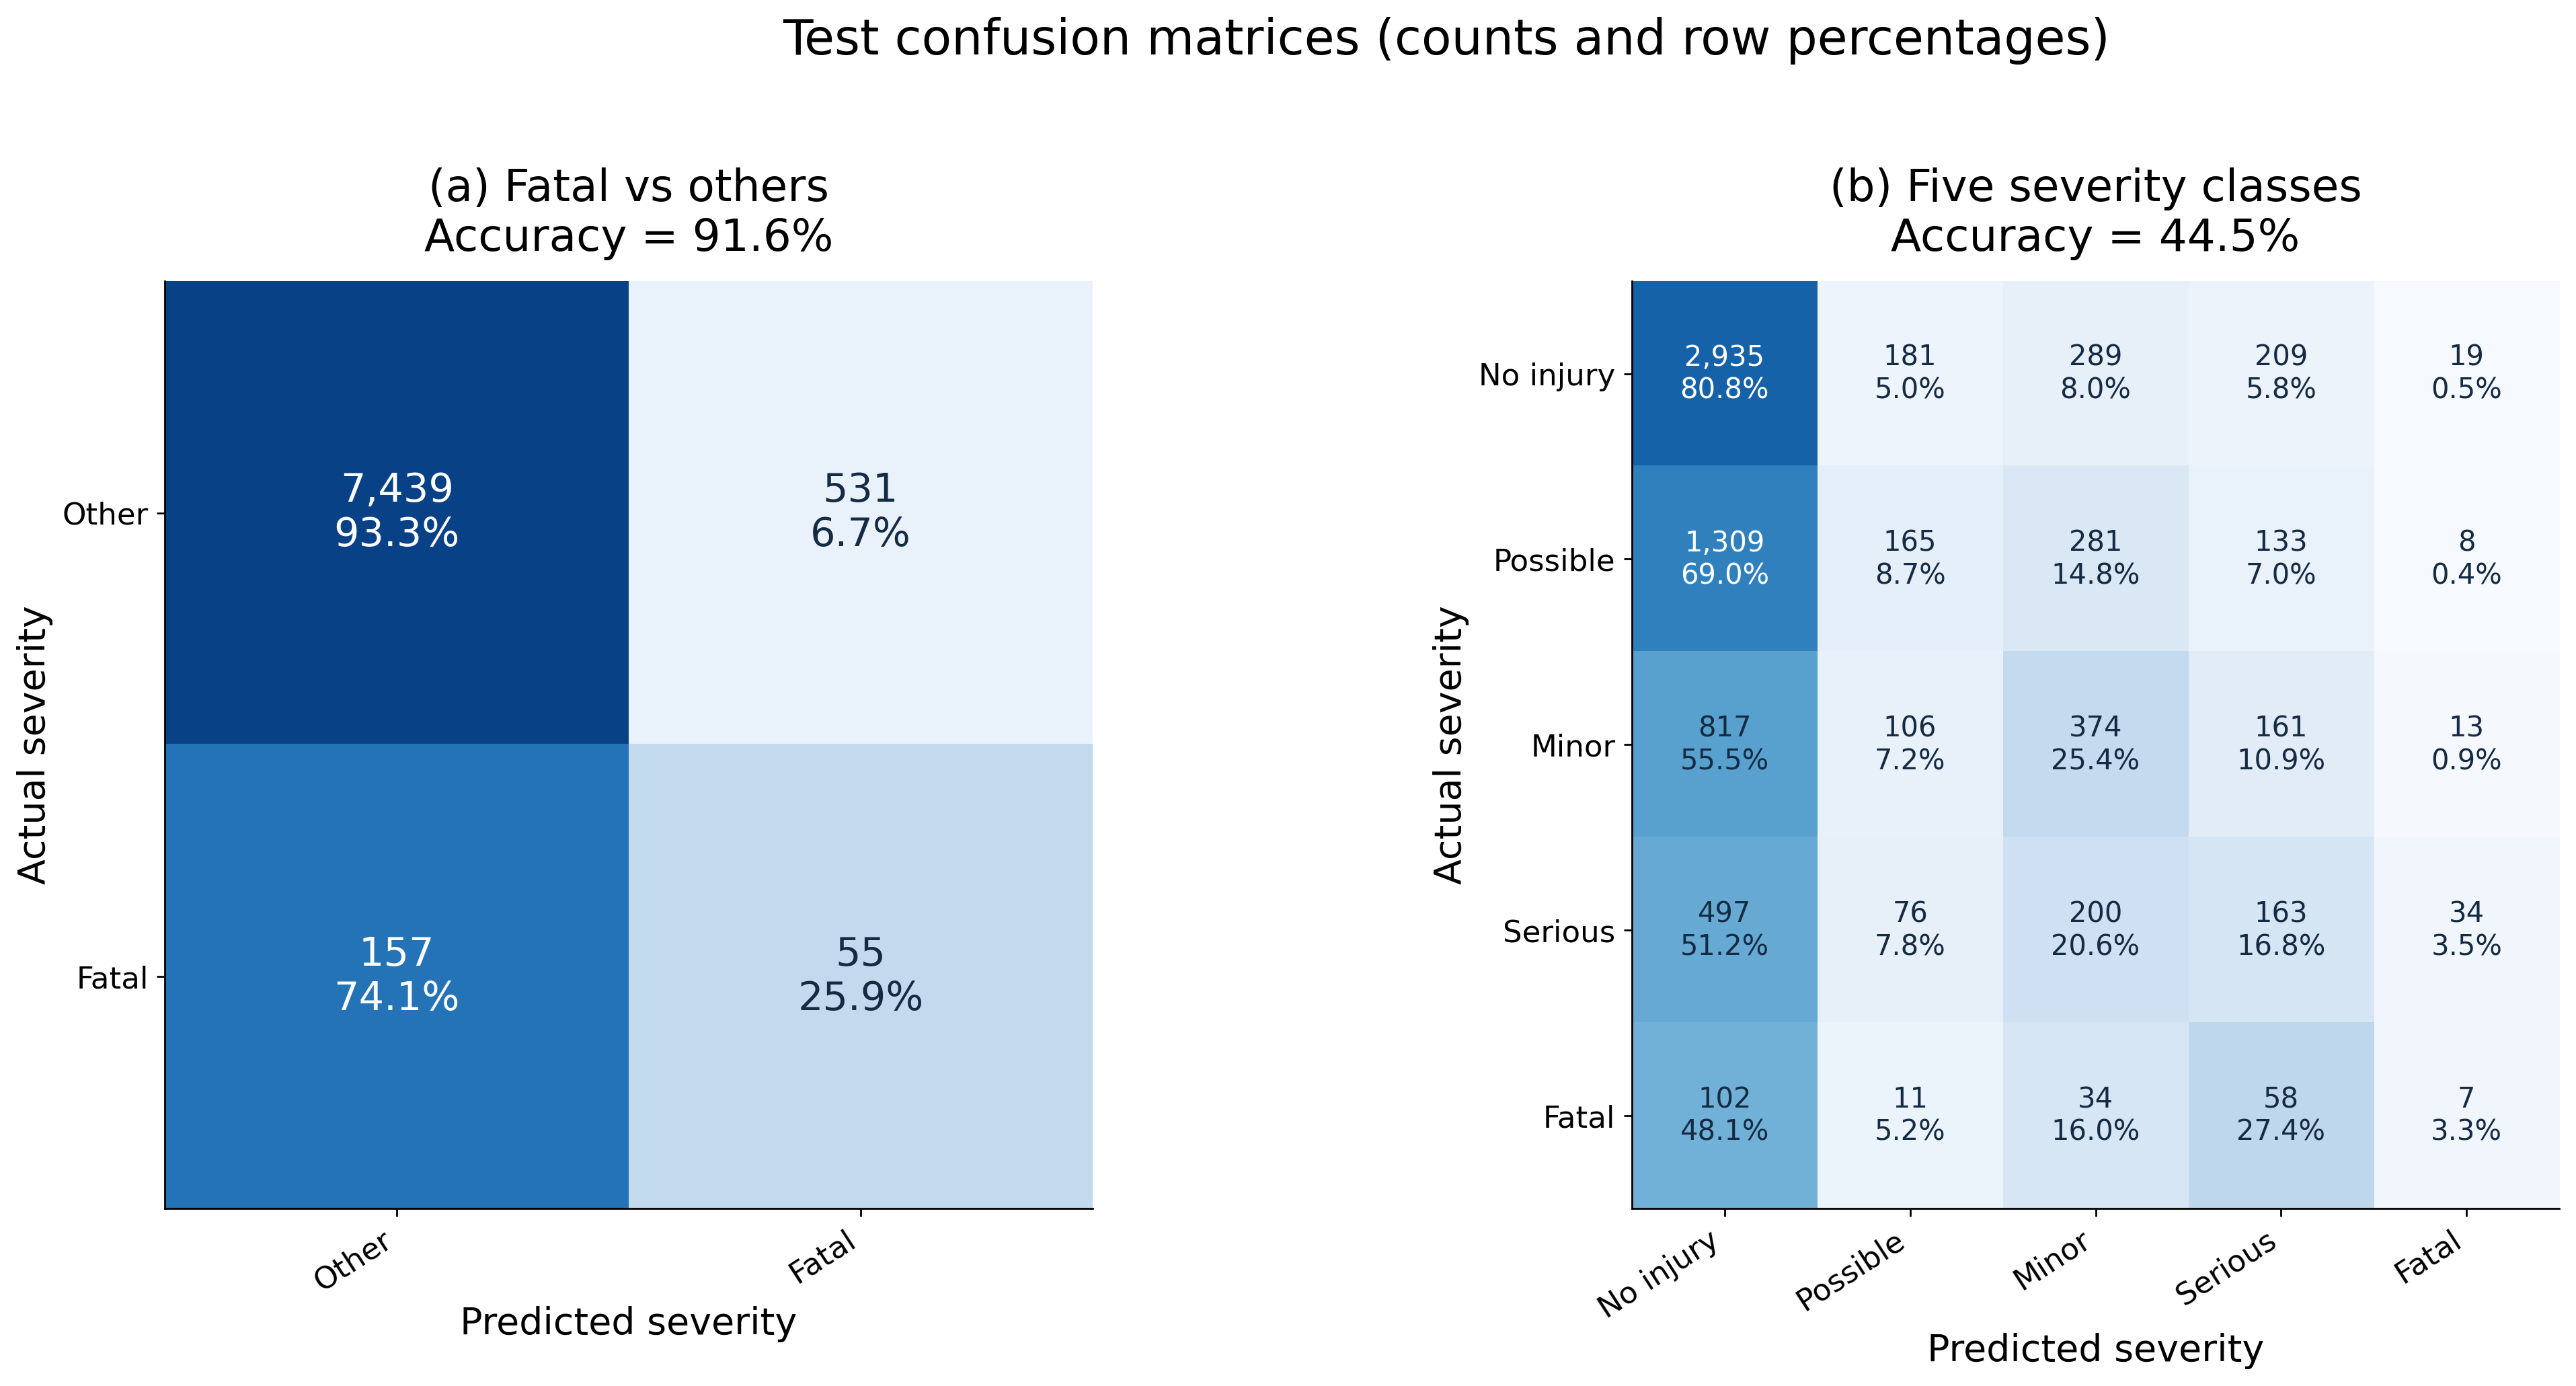 Test confusion matrices (counts and row percentages)
(a) Fatal vs others
Accuracy = 91.6%
Actual severity
Other
Fatal
7,439
93.3%
531
6.7%
157
74.1%
55
25.9%
Other
Fatal
Predicted severity
(b) Five severity classes
Accuracy = 44.5%
Actual severity
No injury
2,935
80.8%
181
5.0%
289
8.0%
209
5.8%
19
0.5%
Possible
1,309
69.0%
165
8.7%
281
14.8%
133
7.0%
8
0.4%
Minor
817
55.5%
106
7.2%
374
25.4%
161
10.9%
13
0.9%
Serious
497
51.2%
76
7.8%
200
20.6%
163
16.8%
34
3.5%
Fatal
102
48.1%
11
5.2%
34
16.0%
58
27.4%
7
3.3%
No injury
Possible
Minor
Serious
Fatal
Predicted severity